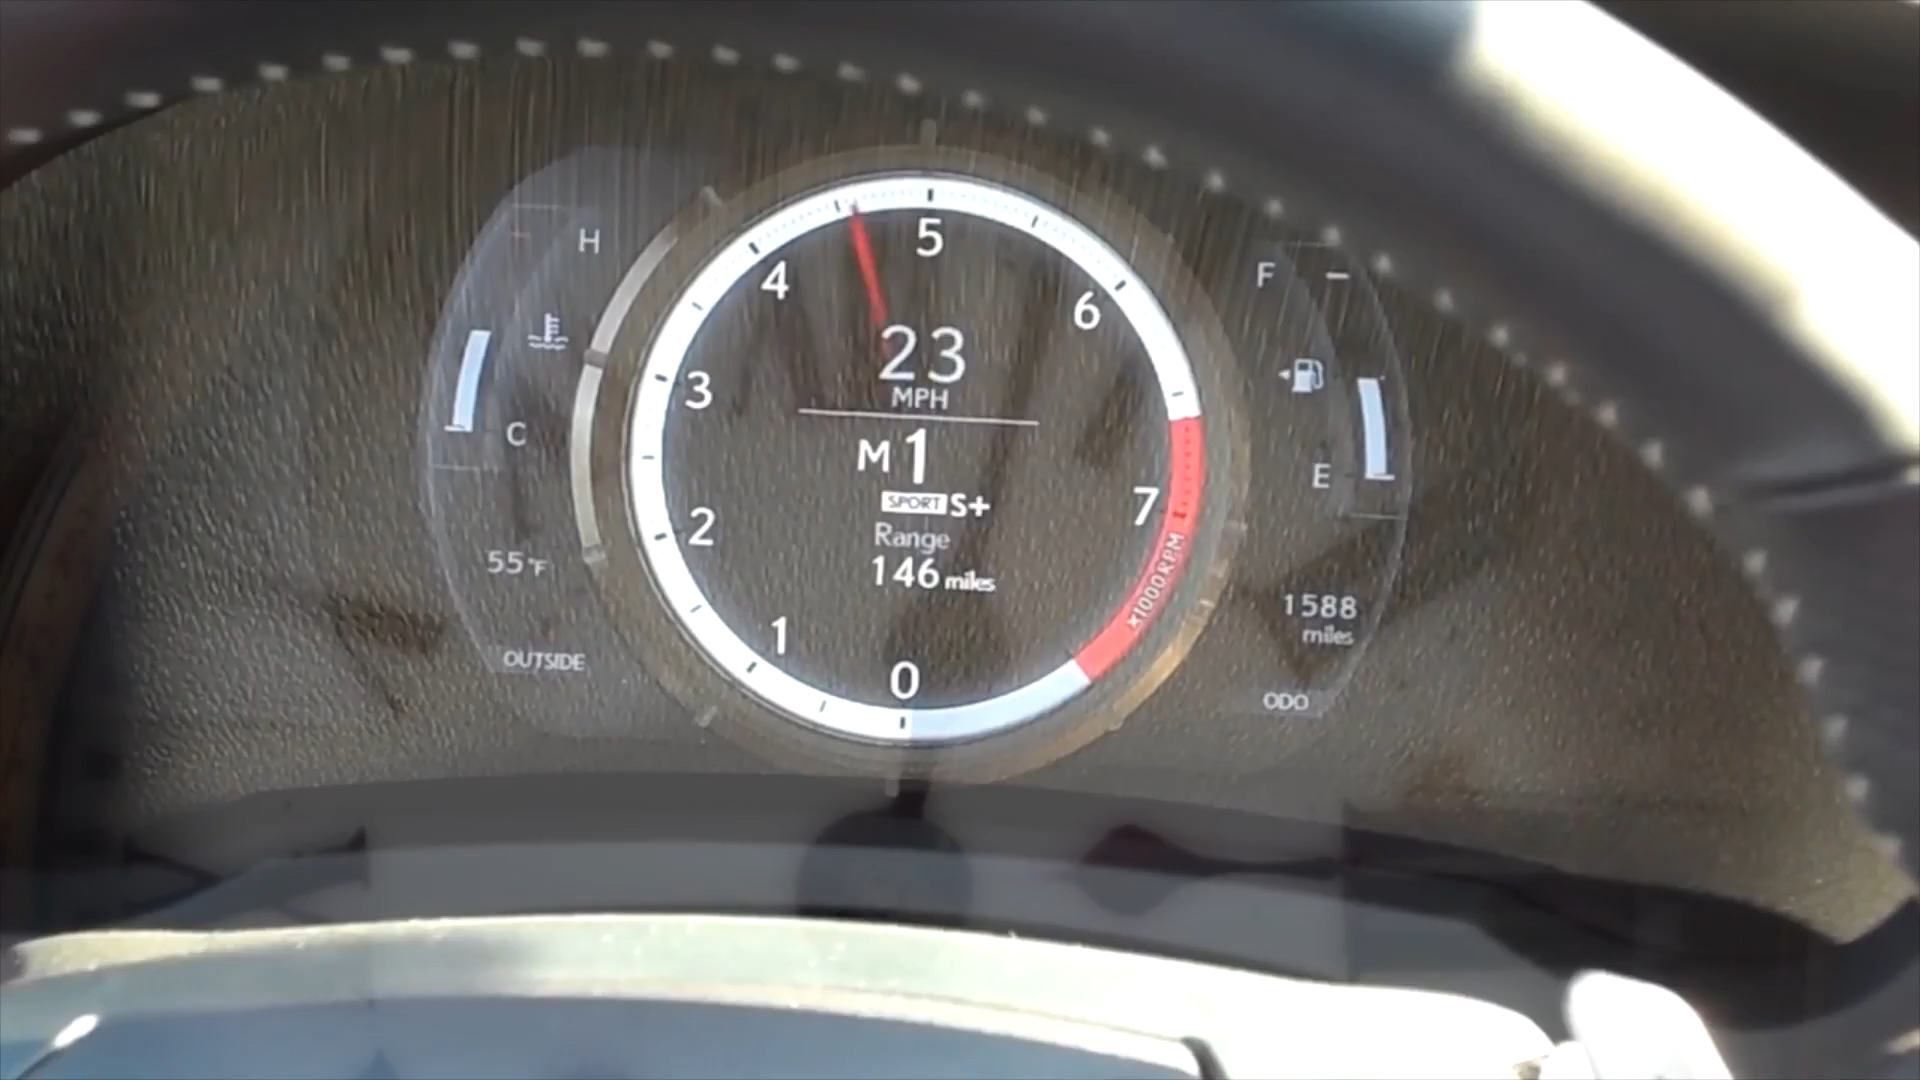 H
C
55°F
OUTSIDE
0
1
2
3
4
5
6
7
x1000RPM
23
MPH
M 1
SPORT S+
Range
146 miles
F
E
1588
miles
ODO